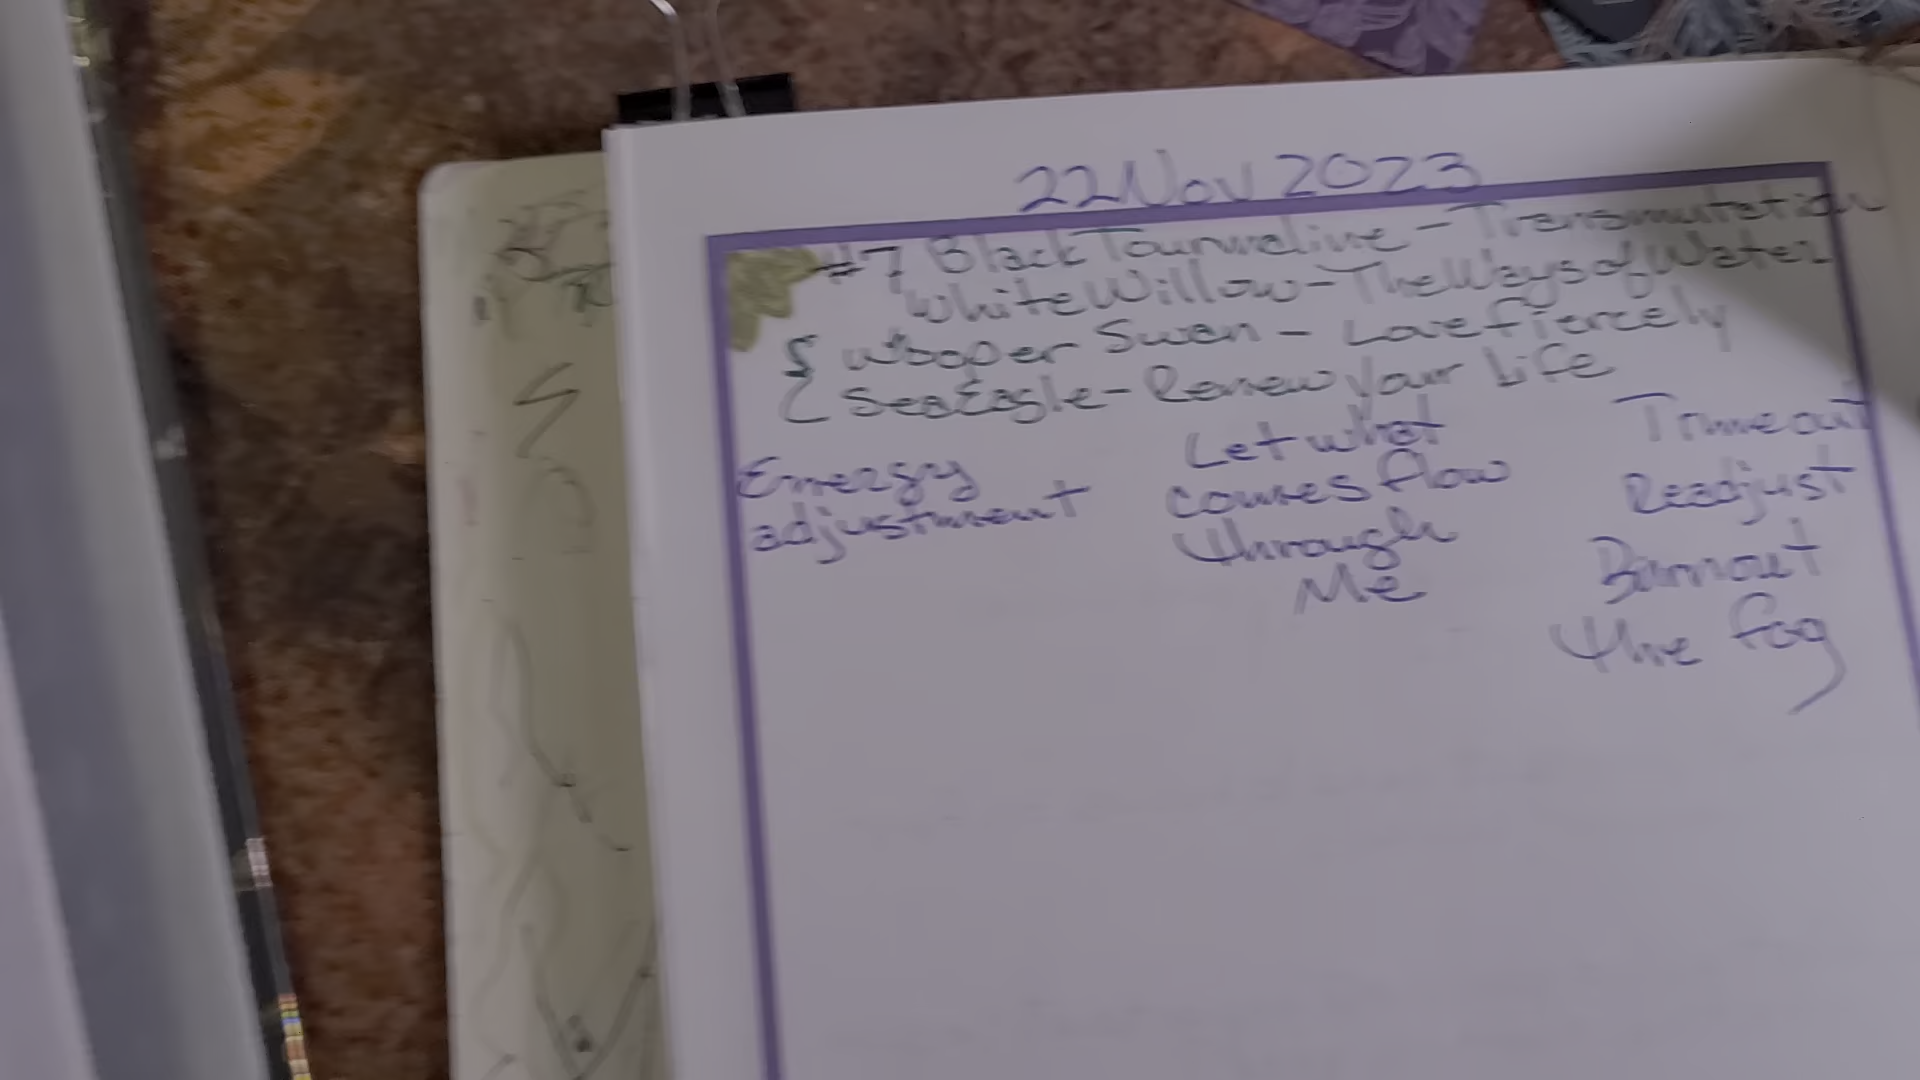 22 Nov 2023
#7 Black Tourmaline - Transmutation
White Willow - The Ways of Water
Wooper Swan - Love fiercely
Sea Eagle - Renew Your Life
Energy
adjustment
Let what
comes flow
through
Me
Time out
Readjust
Burnout
the fog